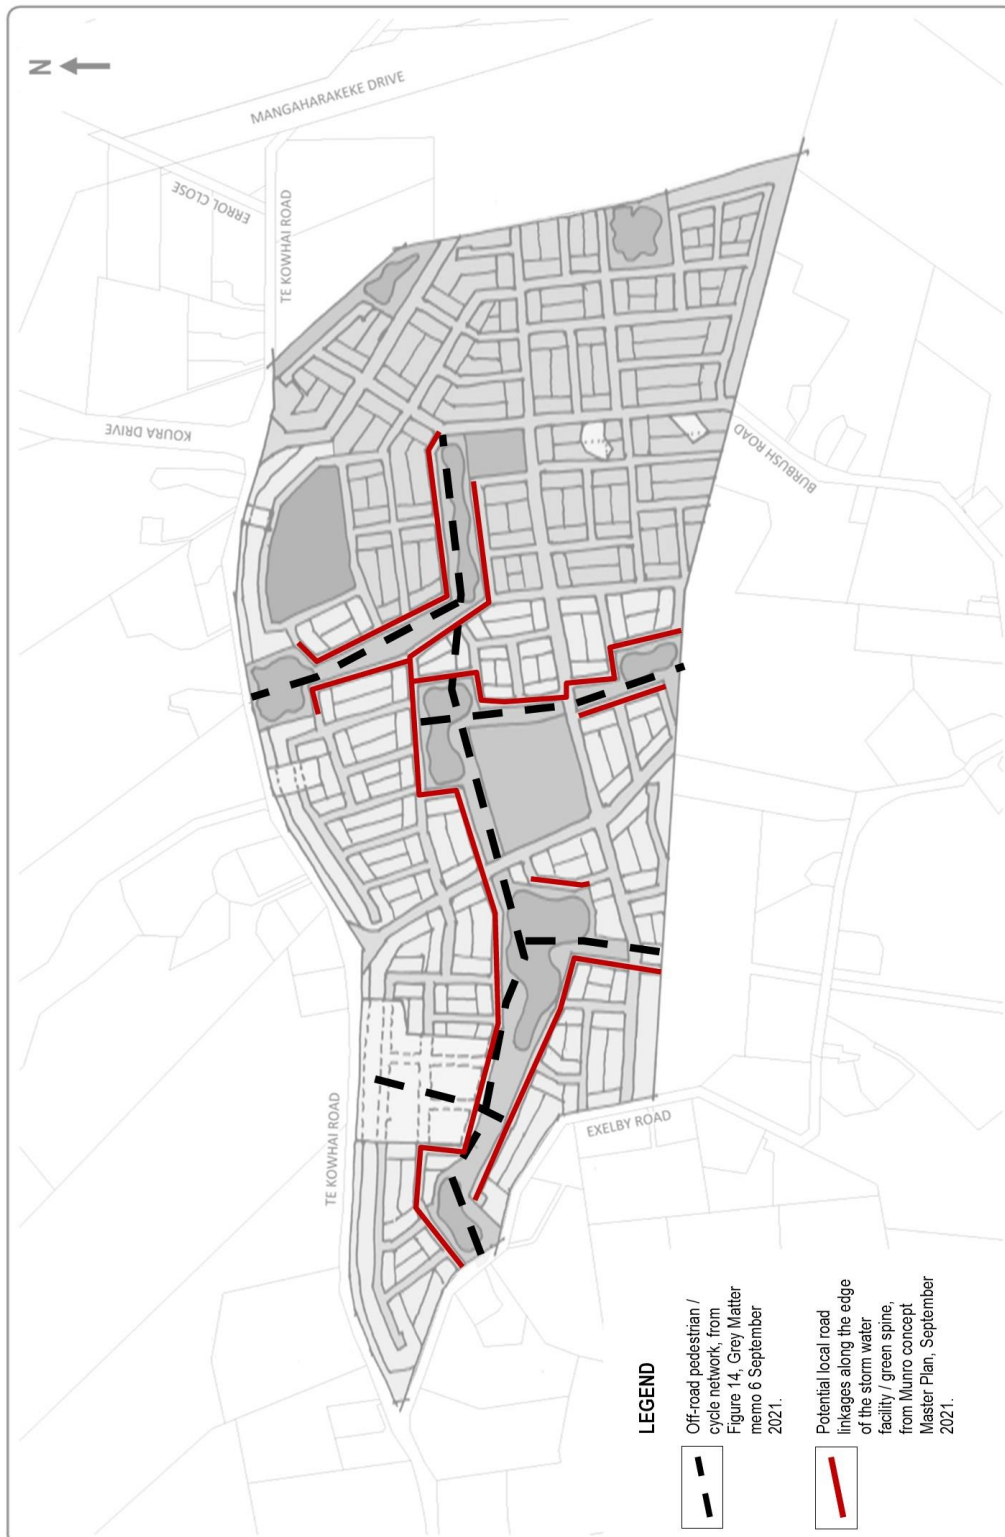 N
MANGAHARAKEKE DRIVE
ERROL CLOSE
TE KOWHAI ROAD
KOURA DRIVE
BURBUSH ROAD
TE KOWHAI ROAD
EXELBY ROAD
LEGEND
Off-road pedestrian /
cycle network, from
Figure 14, Grey Matter
memo 6 September
2021.
Potential local road
linkages along the edge
of the storm water
facility / green spine,
from Munro concept
Master Plan, September
2021.